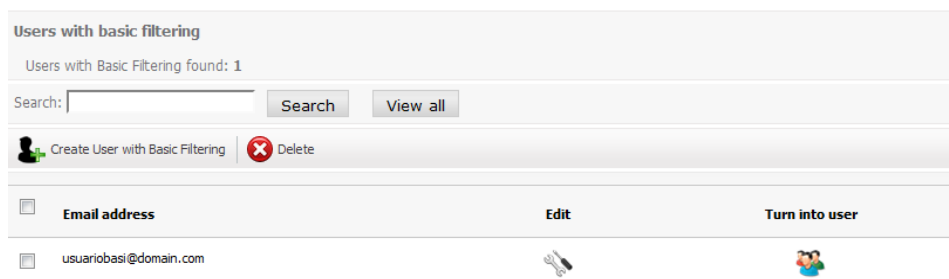 Users with basic filtering
Users with Basic Filtering found: 1
Search: Search View all
Create User with Basic Filtering Delete
Email address Edit Turn into user
usuariobasi@domain.com